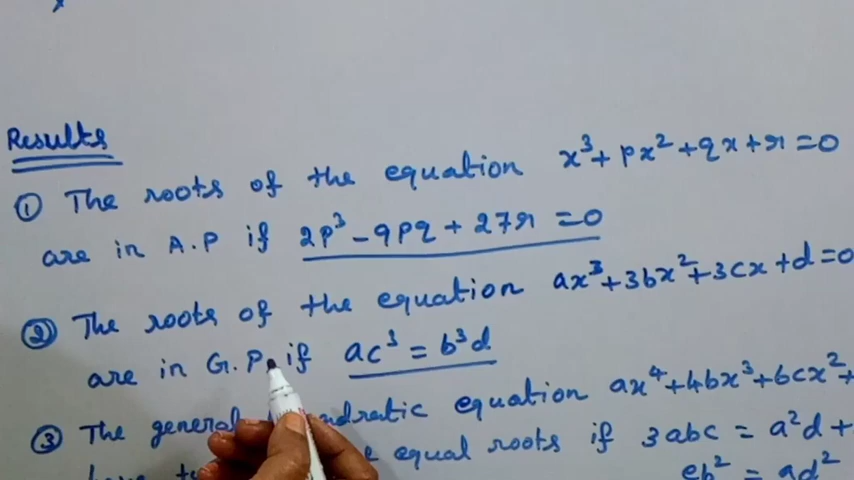 Results
① The roots of the equation x³ + px² + qx + r = 0
are in A.P if 2p³ - 9pq + 27r = 0
② The roots of the equation ax³ + 3bx² + 3cx + d = 0
are in G.P. if ac³ = b³d
③ The general equation ax⁴ + 4bx³ + 6cx² +
equal roots if 3abc = a²d +
eb² = ad²